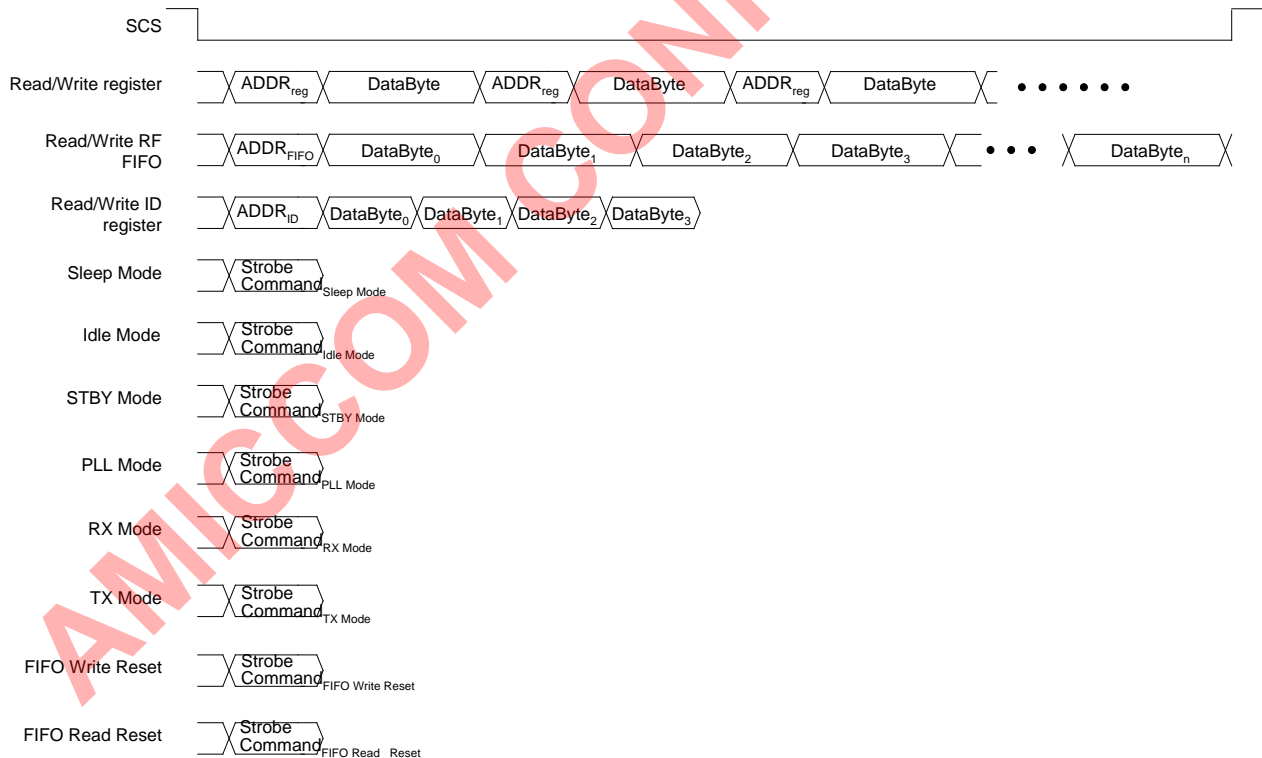 SCS
Read/Write register ADDRreg DataByte ADDRreg DataByte ADDRreg DataByte
Read/Write RF
FIFO ADDRFIFO DataByte0 DataByte1 DataByte2 DataByte3 DataByten
Read/Write ID
register ADDRID DataByte0 DataByte1 DataByte2 DataByte3
Sleep Mode Strobe
CommandSleep Mode
Idle Mode Strobe
CommandIdle Mode
STBY Mode Strobe
CommandSTBY Mode
PLL Mode Strobe
CommandPLL Mode
RX Mode Strobe
CommandRX Mode
TX Mode Strobe
CommandTX Mode
FIFO Write Reset Strobe
CommandFIFO Write Reset
FIFO Read Reset Strobe
CommandFIFO Read Reset
AMICCOM